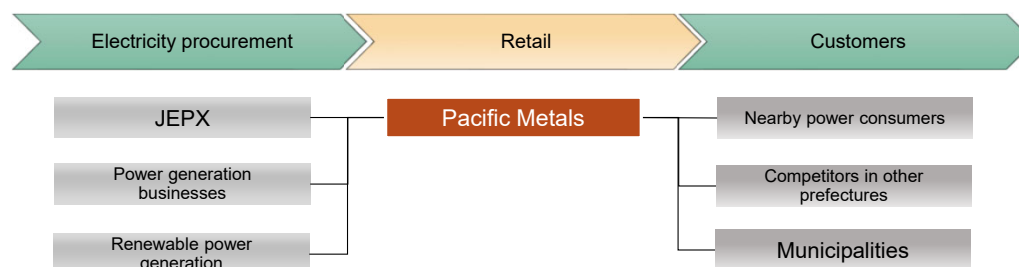 Electricity procurement
Retail
Customers
JEPX
Pacific Metals
Nearby power consumers
Power generation
businesses
Competitors in other
prefectures
Renewable power
generation
Municipalities